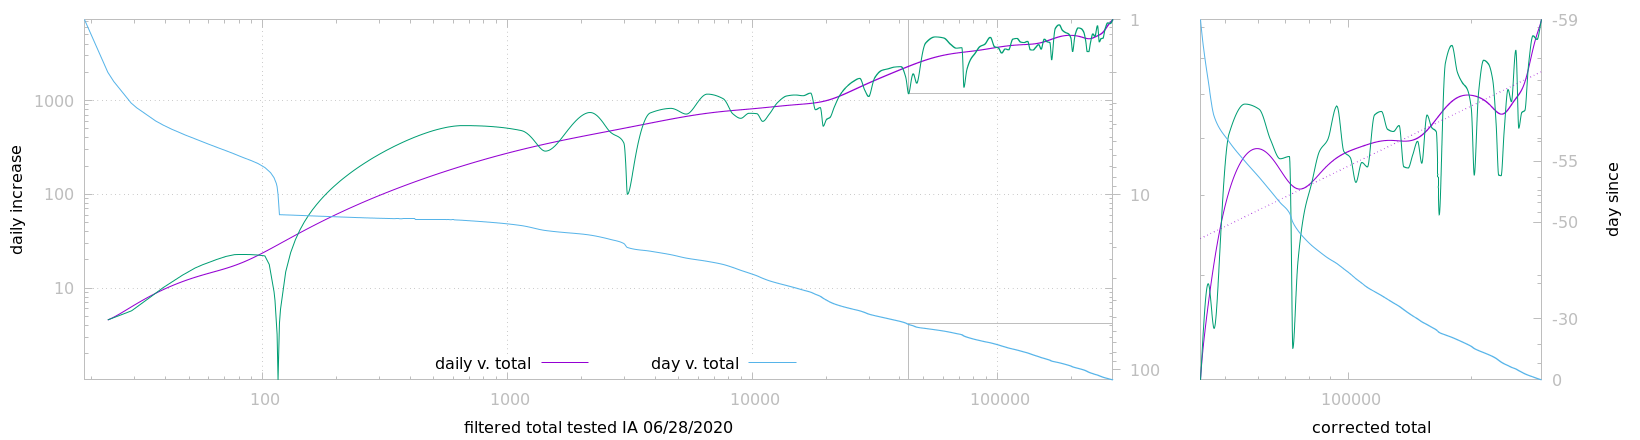 daily increase
1000
100
10
100
1000
10000
100000
filtered total tested IA 06/28/2020
daily v. total
day v. total
1
10
100
100000
corrected total
-59
-55
-50
-30
0
day since